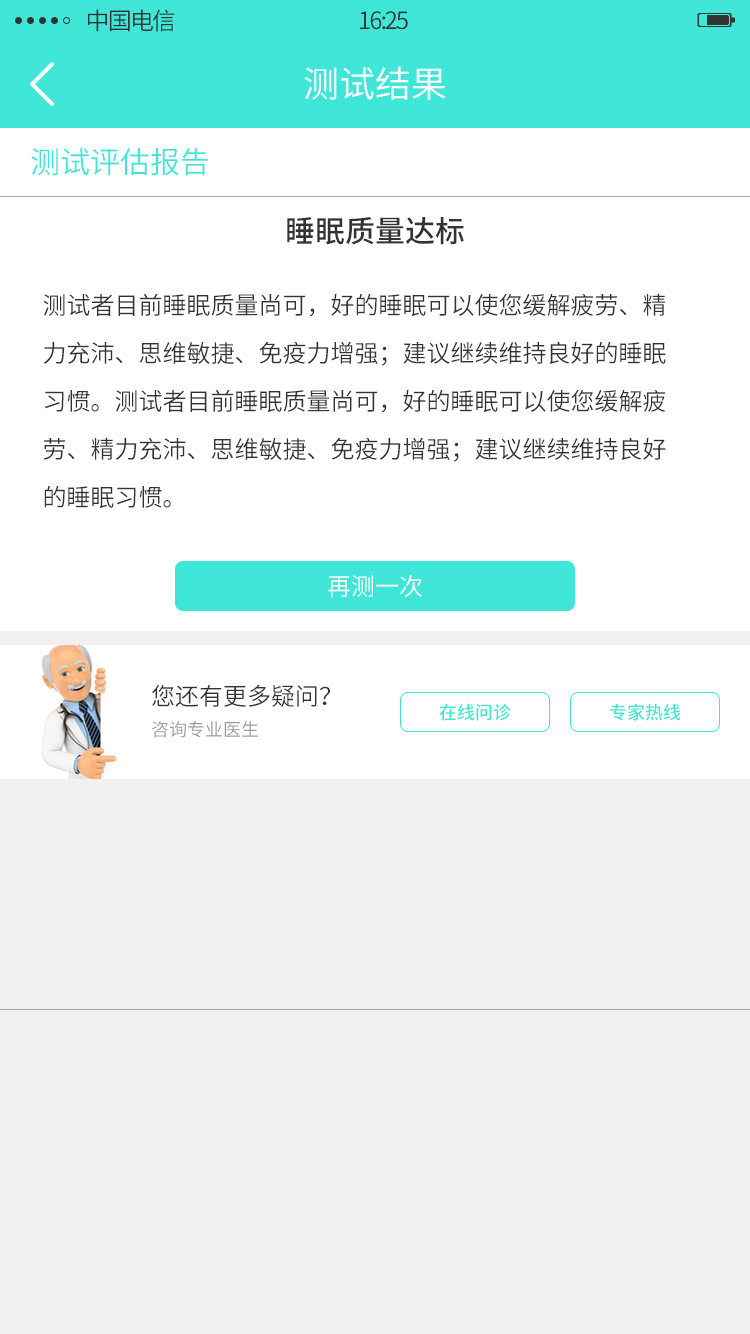 中国电信
16:25
测试结果
测试评估报告
睡眠质量达标
测试者目前睡眠质量尚可，好的睡眠可以使您缓解疲劳、精
力充沛、思维敏捷、免疫力增强；建议继续维持良好的睡眠
习惯。测试者目前睡眠质量尚可，好的睡眠可以使您缓解疲
劳、精力充沛、思维敏捷、免疫力增强；建议继续维持良好
的睡眠习惯。
再测一次
您还有更多疑问?
咨询专业医生
在线问诊
专家热线